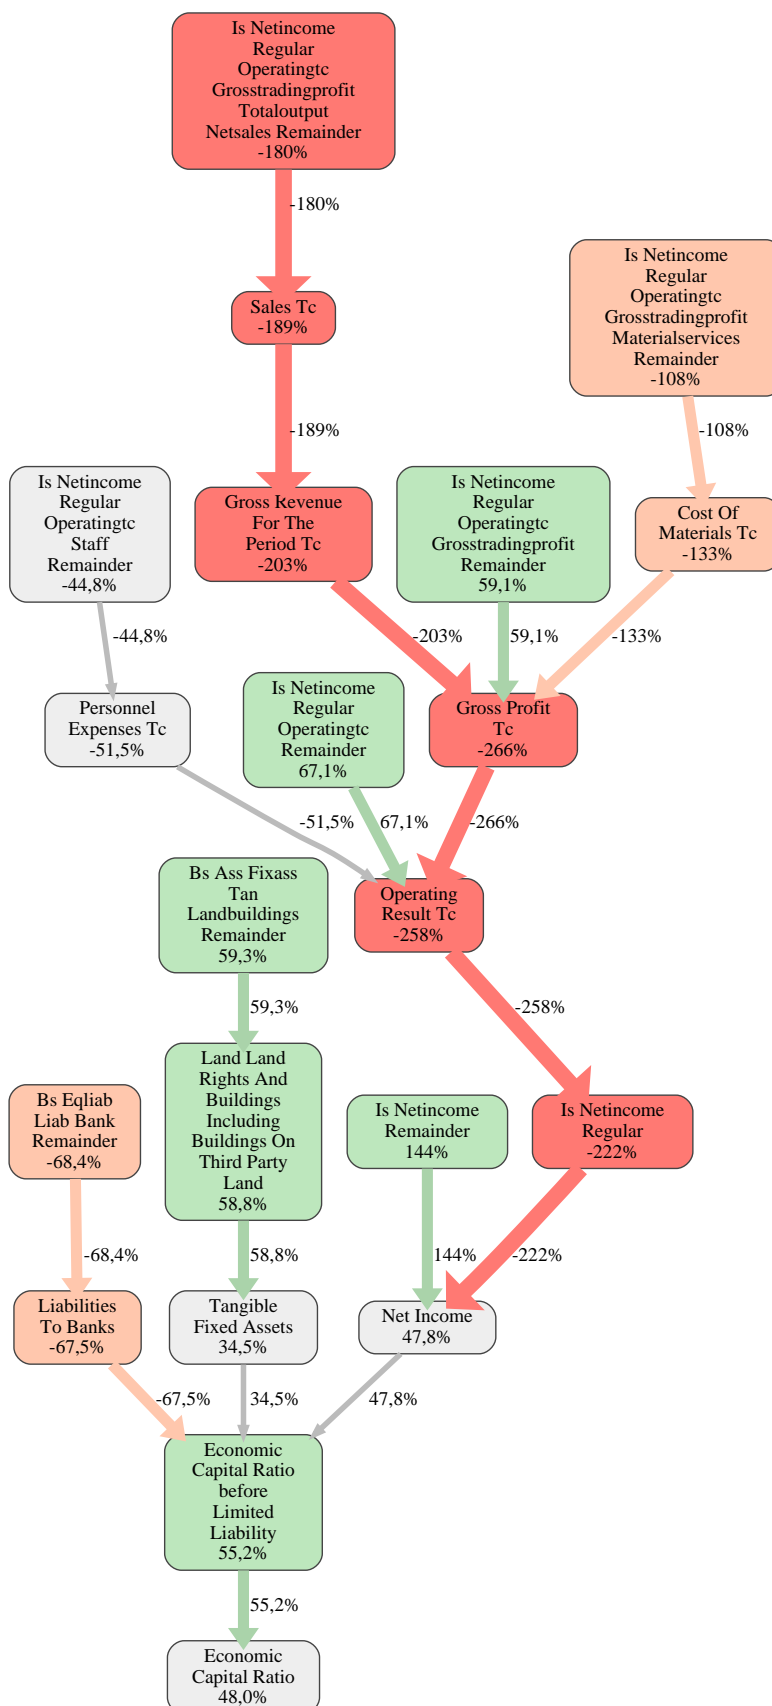 Is Netincome
Regular
Operatingtc
Grosstradingprofit
Totaloutput
Netsales Remainder
-180%
-180%
Is Netincome
Regular
Operatingtc
Grosstradingprofit
Materialservices
Remainder
-108%
Sales Tc
-189%
-189%
-108%
Is Netincome
Regular
Operatingtc
Staff
Remainder
-44,8%
Gross Revenue
For The
Period Tc
-203%
Is Netincome
Regular
Operatingtc
Grosstradingprofit
Remainder
59,1%
Cost Of
Materials Tc
-133%
-44,8%
-203%
59,1%
-133%
Personnel
Expenses Tc
-51,5%
Is Netincome
Regular
Operatingtc
Remainder
67,1%
Gross Profit
Tc
-266%
-51,5%
67,1%
-266%
Bs Ass Fixass
Tan
Landbuildings
Remainder
59,3%
Operating
Result Tc
-258%
59,3%
-258%
Bs Eqliab
Liab Bank
Remainder
-68,4%
Land Land
Rights And
Buildings
Including
Buildings On
Third Party
Land
58,8%
Is Netincome
Remainder
144%
Is Netincome
Regular
-222%
-68,4%
58,8%
144%
-222%
Liabilities
To Banks
-67,5%
Tangible
Fixed Assets
34,5%
Net Income
47,8%
-67,5%
34,5%
47,8%
Economic
Capital Ratio
before
Limited
Liability
55,2%
55,2%
Economic
Capital Ratio
48,0%